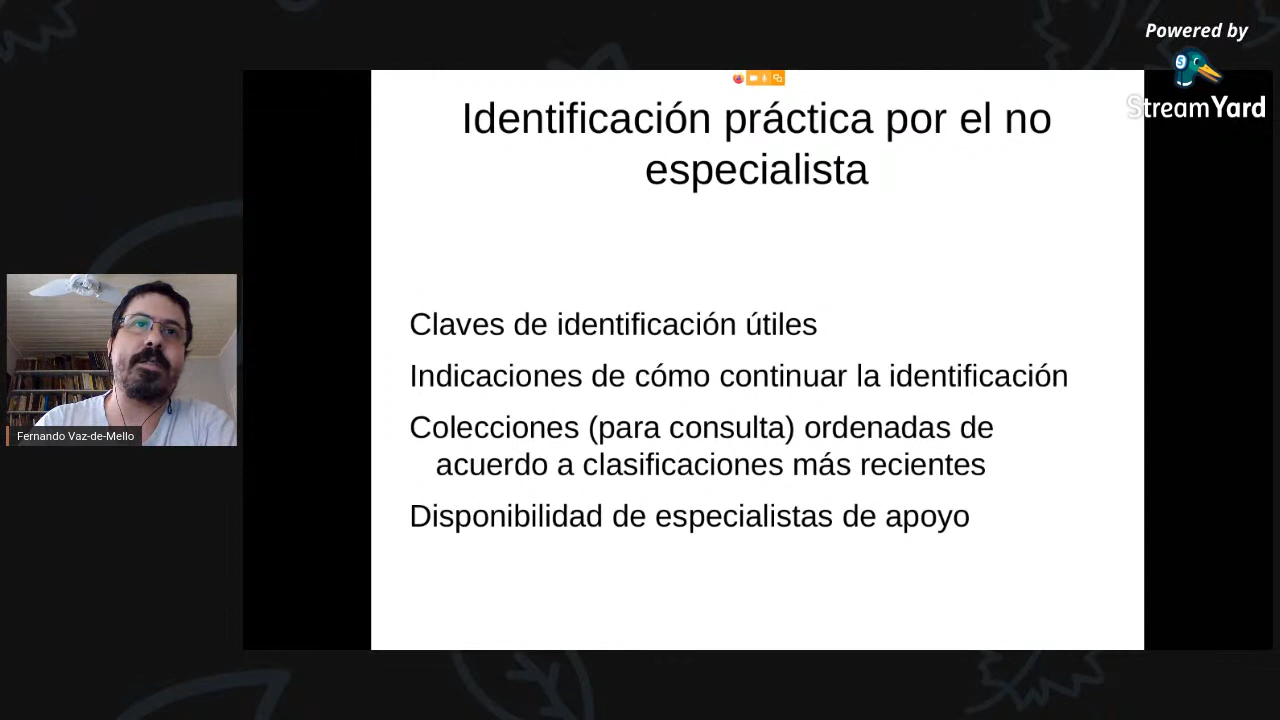 Powered by
StreamYard
Identificación práctica por el no
especialista
Claves de identificación útiles
Indicaciones de cómo continuar la identificación
Colecciones (para consulta) ordenadas de
acuerdo a clasificaciones más recientes
Disponibilidad de especialistas de apoyo
Fernando Vaz-de-Mello